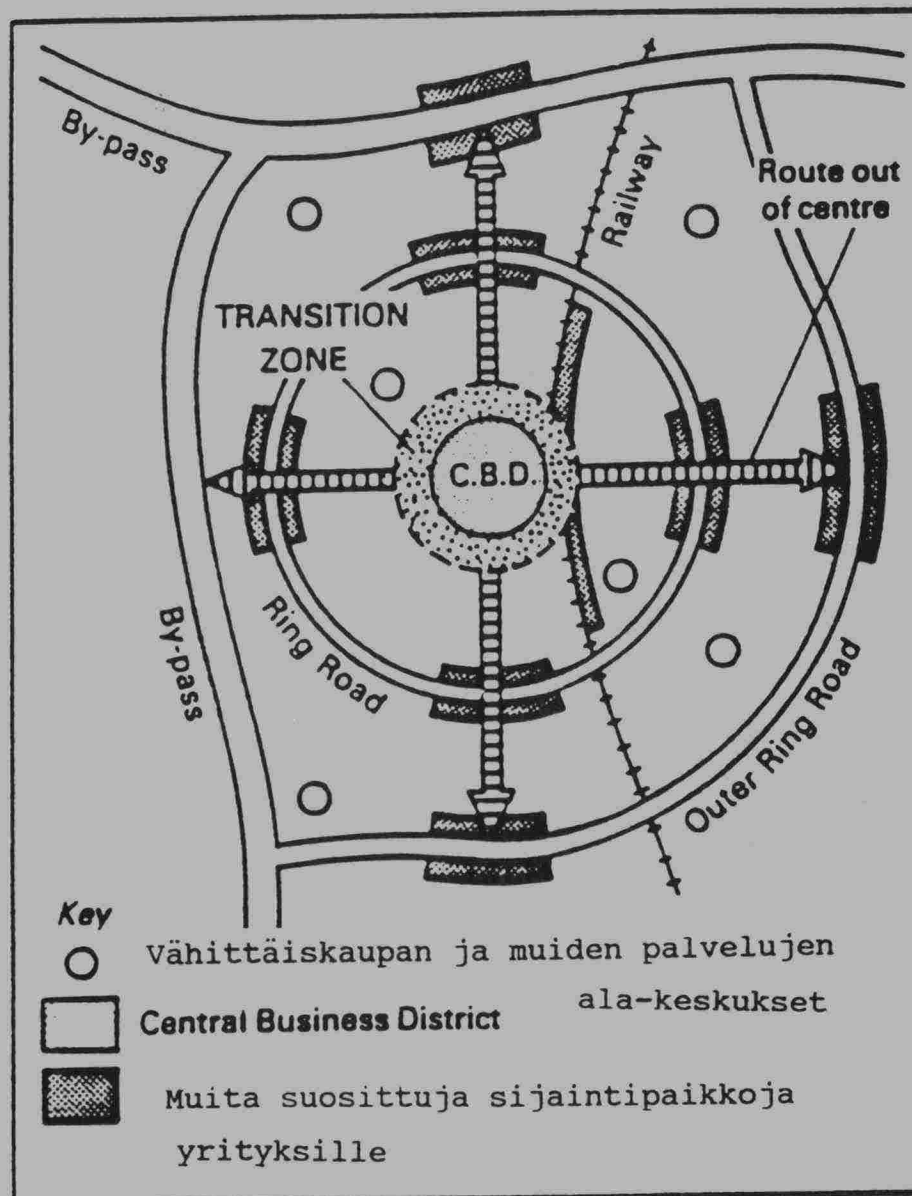 By-pass
Railway
Route out
of centre
TRANSITION
ZONE
C.B.D.
By-pass
Ring Road
Outer Ring Road
Key
Vähittäiskaupan ja muiden palvelujen
ala-keskukset
Central Business District
Muita suosittuja sijaintipaikkoja
yrityksille